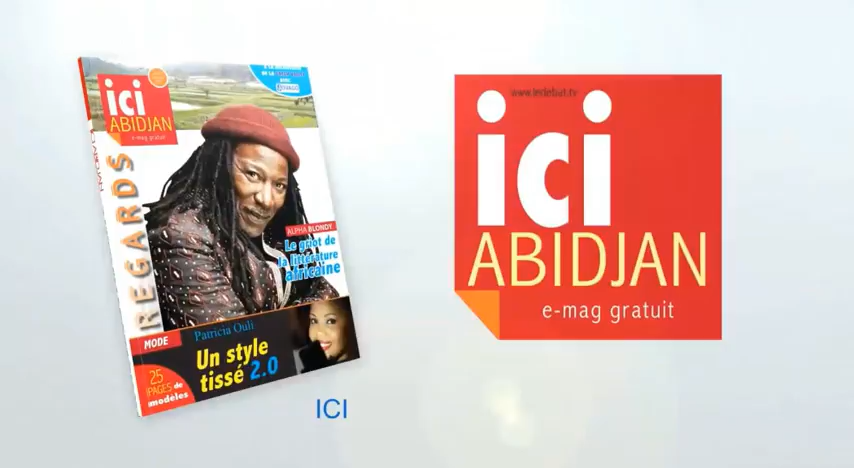 ici
ABIDJAN
e-mag gratuit
REGARDS
ALPHA BLONDY
Le griot de
la littérature
africaine
Patricia Ouli
MODE
Un style
tissé 2.0
25
PAGES de
modèles
ICI
www.ledebat.tv
ici
ABIDJAN
e-mag gratuit